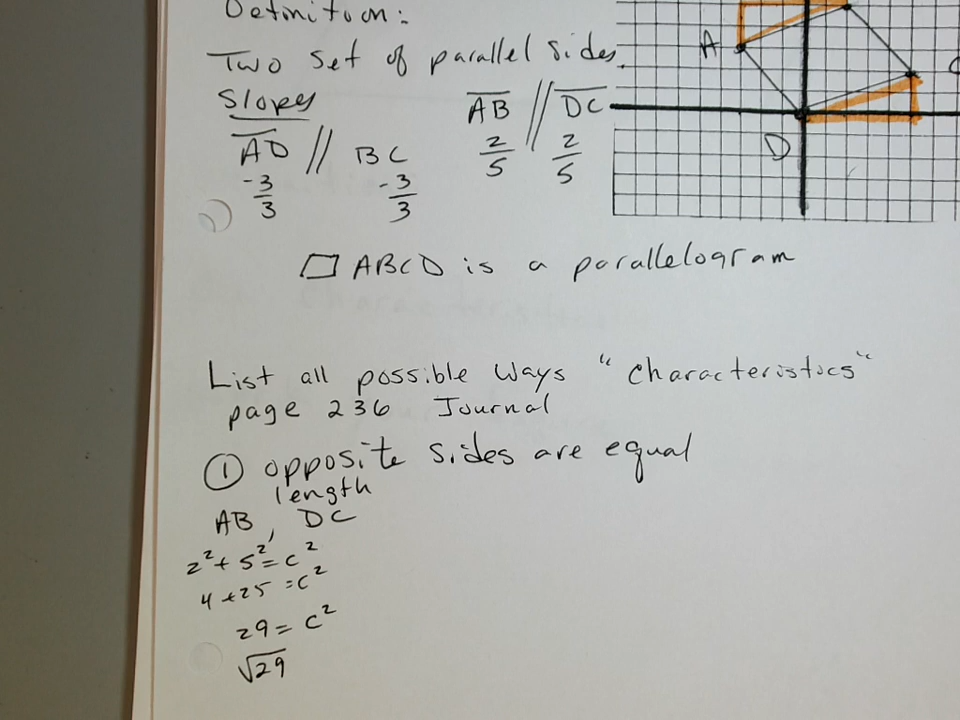 Definition:
Two set of parallel sides.
Slopes
AD // BC
-3/3 -3/3
AB // DC
2/5 2/5
A
D
C
▱ ABCD is a parallelogram
List all possible ways "characteristics"
page 236 Journal
① opposite sides are equal
length
AB, DC
2² + 5² = c²
4 + 25 = c²
29 = c²
√29